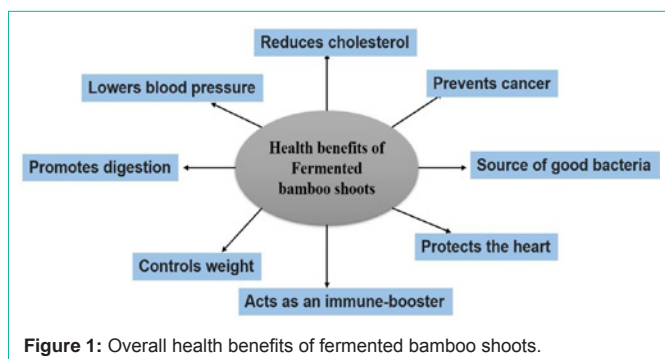 Reduces cholesterol
Lowers blood pressure
Prevents cancer
Health benefits of
Fermented
bamboo shoots
Promotes digestion
Source of good bacteria
Controls weight
Protects the heart
Acts as an immune-booster
Figure 1: Overall health benefits of fermented bamboo shoots.